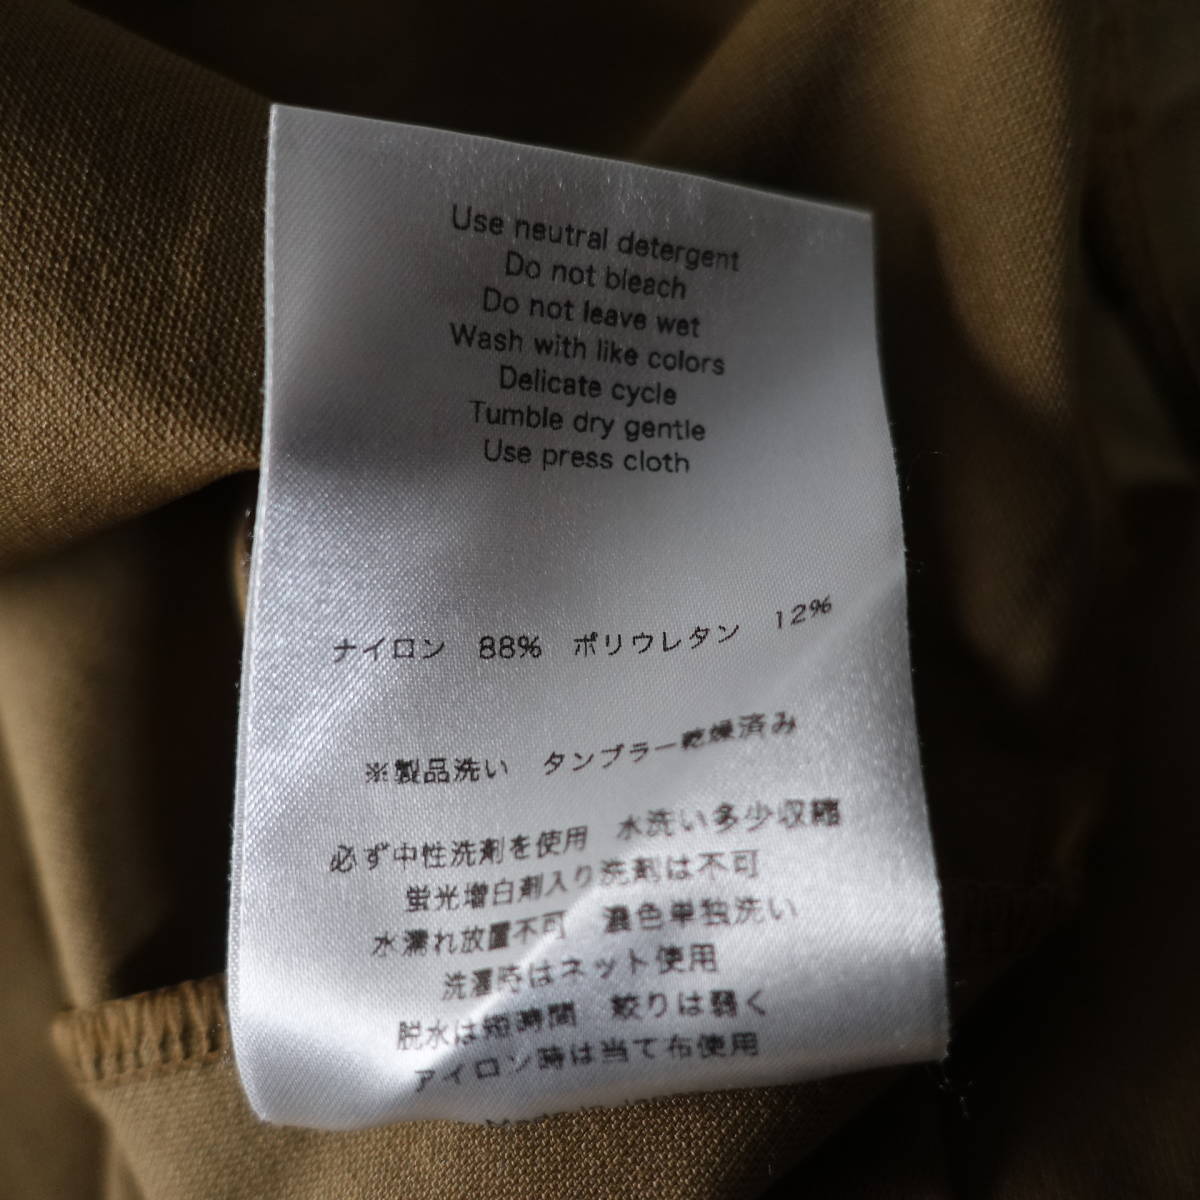 Use neutral detergent
Do not bleach
Do not leave wet
Wash with like colors
Delicate cycle
Tumble dry gentle
Use press cloth
ナイロン　88%　ポリウレタン　12%
※製品洗い　タンブラー乾燥済み
必ず中性洗剤を使用　水洗い多少収縮
蛍光増白剤入り洗剤は不可
水濡れ放置不可　濃色単独洗い
洗濯時はネット使用
脱水は短時間　絞りは弱く
アイロン時は当て布使用